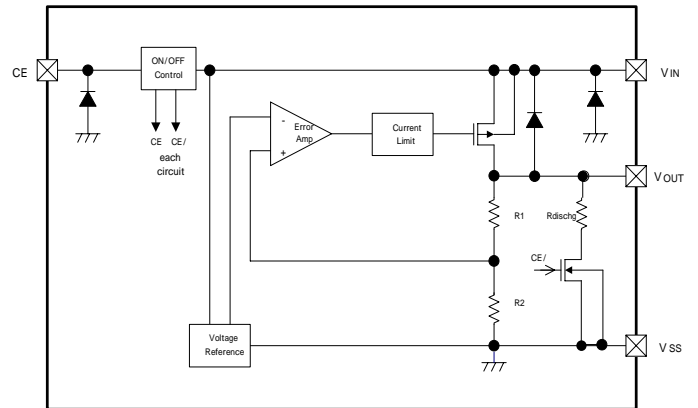 CE
ON/OFF
Control
CE CE/
each
circuit
-
Error
Amp
+
Current
Limit
VIN
VOUT
R1
Rdischg
CE/
R2
Voltage
Reference
VSS